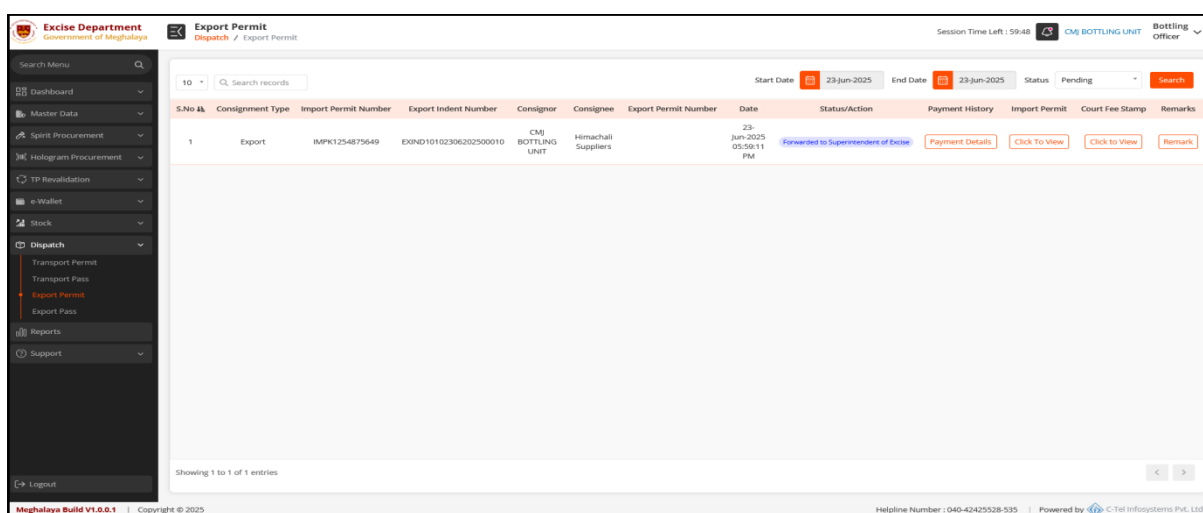 Excise Department
Government of Meghalaya
Export Permit
Dispatch / Export Permit
Session Time Left : 59:48
CMJ BOTTLING UNIT
Bottling
Officer
Search Menu
Dashboard
Master Data
Spirit Procurement
Hologram Procurement
TP Revalidation
e-Wallet
Stock
Dispatch
Transport Permit
Transport Pass
Export Permit
Export Pass
Reports
Support
Logout
10
Search records
Start Date
23-Jun-2025
End Date
23-Jun-2025
Status
Pending
Search
S.No Consignment Type Import Permit Number Export Indent Number Consignor Consignee Export Permit Number Date Status/Action Payment History Import Permit Court Fee Stamp Remarks
1
Export
IMPK1254875649
EXIND10102306202500010
CMJ
BOTTLING
UNIT
Himachali
Suppliers
23-
Jun-2025
05:59:11
PM
Forwarded to Superintendent of Excise
Payment Details
Click To View
Click to View
Remark
Showing 1 to 1 of 1 entries
Meghalaya Build V1.0.0.1 | Copyright © 2025
Helpline Number : 040-42425528-535 | Powered by C-Tel Infosystems Pvt. Ltd